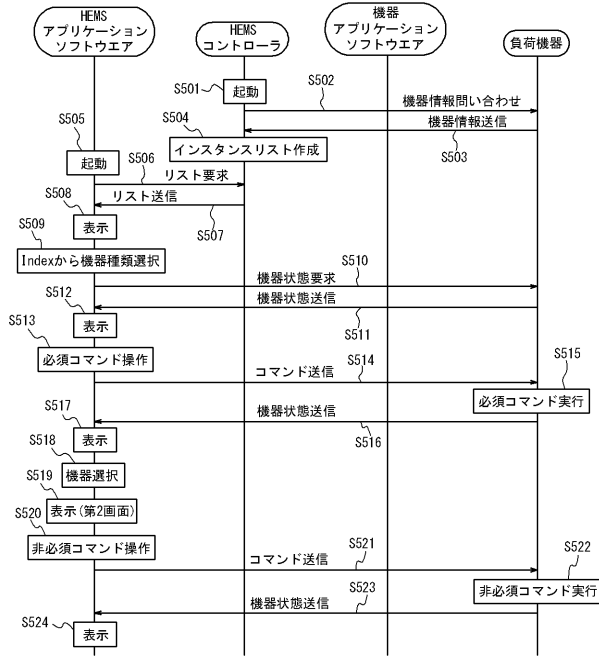 HEMS
アプリケーション
ソフトウエア
HEMS
コントローラ
機器
アプリケーション
ソフトウエア
負荷機器
S501
起動
S502
機器情報問い合わせ
S504
機器情報送信
S503
インスタンスリスト作成
S505
起動
S506
リスト要求
リスト送信
S507
S508
表示
S509
Indexから機器種類選択
S510
機器状態要求
機器状態送信
S511
S512
表示
S513
必須コマンド操作
S514
コマンド送信
S515
必須コマンド実行
機器状態送信
S516
S517
表示
S518
機器選択
S519
表示(第2画面)
S520
非必須コマンド操作
コマンド送信
S521
S522
非必須コマンド実行
機器状態送信
S523
S524
表示